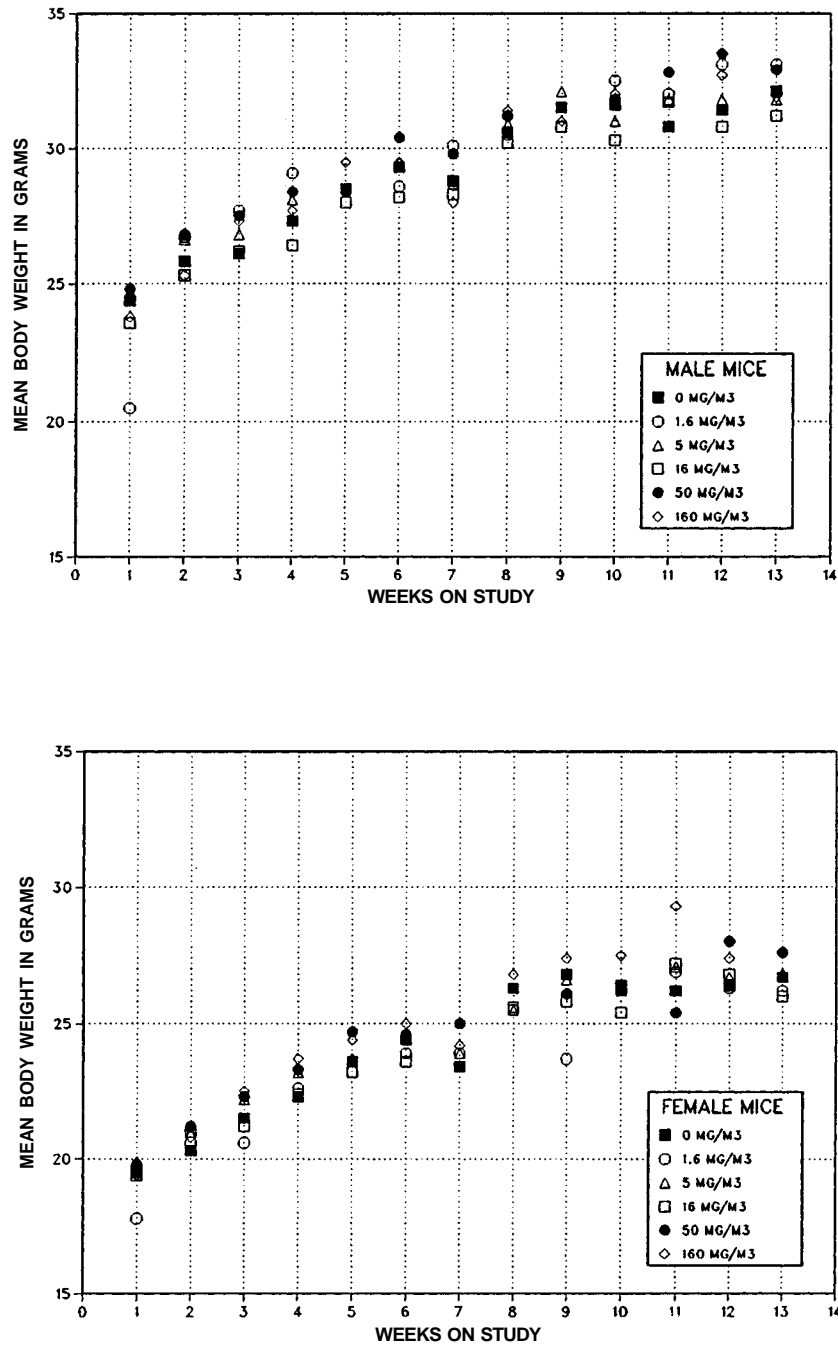 35
30
25
20
15
MEAN BODY WEIGHT IN GRAMS
MALE MICE
0 MG/M3
1.6 MG/M3
5 MG/M3
16 MG/M3
50 MG/M3
160 MG/M3
0 1 2 3 4 5 6 7 8 9 10 11 12 13 14
WEEKS ON STUDY
35
30
25
20
15
MEAN BODY WEIGHT IN GRAMS
FEMALE MICE
0 MG/M3
1.6 MG/M3
5 MG/M3
16 MG/M3
50 MG/M3
160 MG/M3
0 1 2 3 4 5 6 7 8 9 10 11 12 13 14
WEEKS ON STUDY